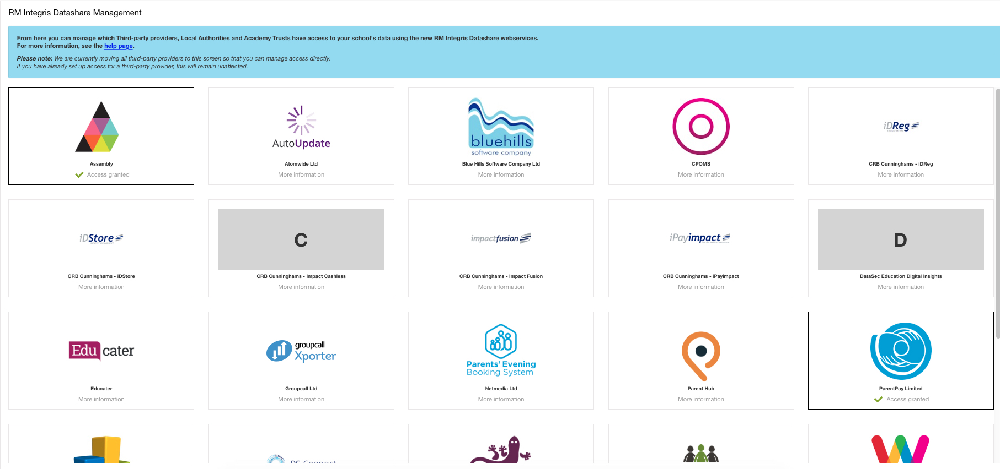 RM Integris Datashare Management
From here you can manage which Third-party providers, Local Authorities and Academy Trusts have access to your school's data using the new RM Integris Datashare webservices.
For more information, see the help page.
Please note: We are currently moving all third-party providers to this screen so that you can manage access directly.
If you have already set up access for a third-party provider, this will remain unaffected.
Assembly
Access granted
AutoUpdate
Atomwide Ltd
More information
bluehills
software company
Blue Hills Software Company Ltd
More information
CPOMS
More information
iDReg
CRB Cunninghams - iDReg
More information
iDStore
CRB Cunninghams - iDStore
More information
C
CRB Cunninghams - Impact Cashless
More information
impactfusion
CRB Cunninghams - Impact Fusion
More information
iPayimpact
CRB Cunninghams - iPayimpact
More information
D
DataSec Education Digital Insights
More information
Educater
Educater
More information
groupcall
Xporter
Groupcall Ltd
More information
Parents' Evening
Booking System
Netmedia Ltd
More information
Parent Hub
More information
ParentPay Limited
Access granted